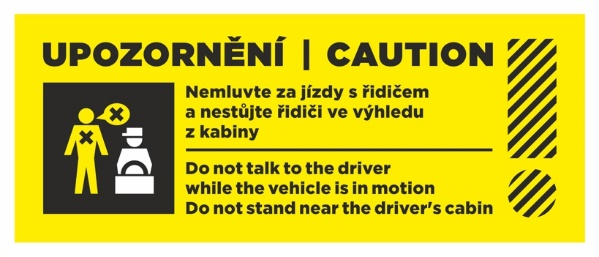 UPOZORNĚNÍ | CAUTION
Nemluvte za jízdy s řidičem
a nestůjte řidiči ve výhledu
z kabiny
Do not talk to the driver
while the vehicle is in motion
Do not stand near the driver's cabin